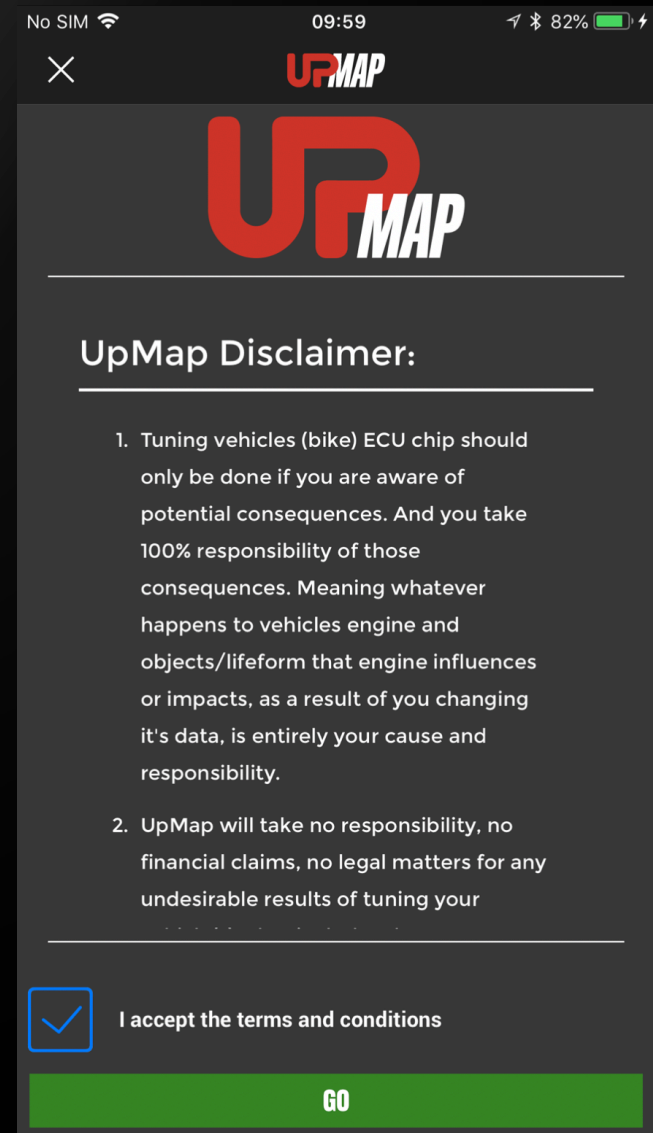 No SIM 09:59 82%
UPMAP
UPMAP
UpMap Disclaimer:
1. Tuning vehicles (bike) ECU chip should
only be done if you are aware of
potential consequences. And you take
100% responsibility of those
consequences. Meaning whatever
happens to vehicles engine and
objects/lifeform that engine influences
or impacts, as a result of you changing
it's data, is entirely your cause and
responsibility.
2. UpMap will take no responsibility, no
financial claims, no legal matters for any
undesirable results of tuning your
I accept the terms and conditions
GO